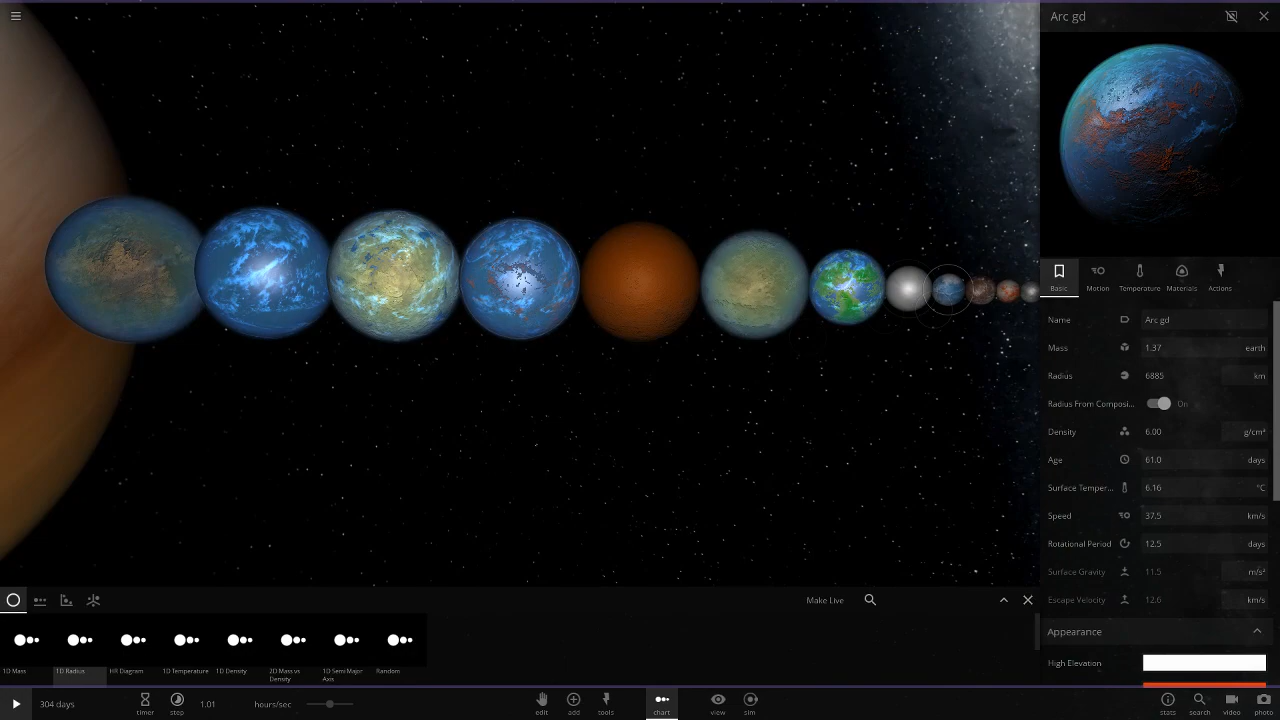 Arc gd
Basic
Motion
Temperature
Materials
Actions
Name Arc gd
Mass 1.37 earth
Radius 6885 km
Radius From Composi... On
Density 6.00 g/cm³
Age 61.0 days
Surface Temper... 6.16 °C
Speed 37.5 km/s
Rotational Period 12.5 days
Surface Gravity 11.5 m/s²
Escape Velocity 12.6 km/s
Appearance
High Elevation
Make Live
1D Mass
1D Radius
HR Diagram
1D Temperature
1D Density
2D Mass vs
Density
1D Semi Major
Axis
Random
304 days
timer
step
1.01 hours/sec
edit
add
tools
chart
view
sim
stats
search
video
photo